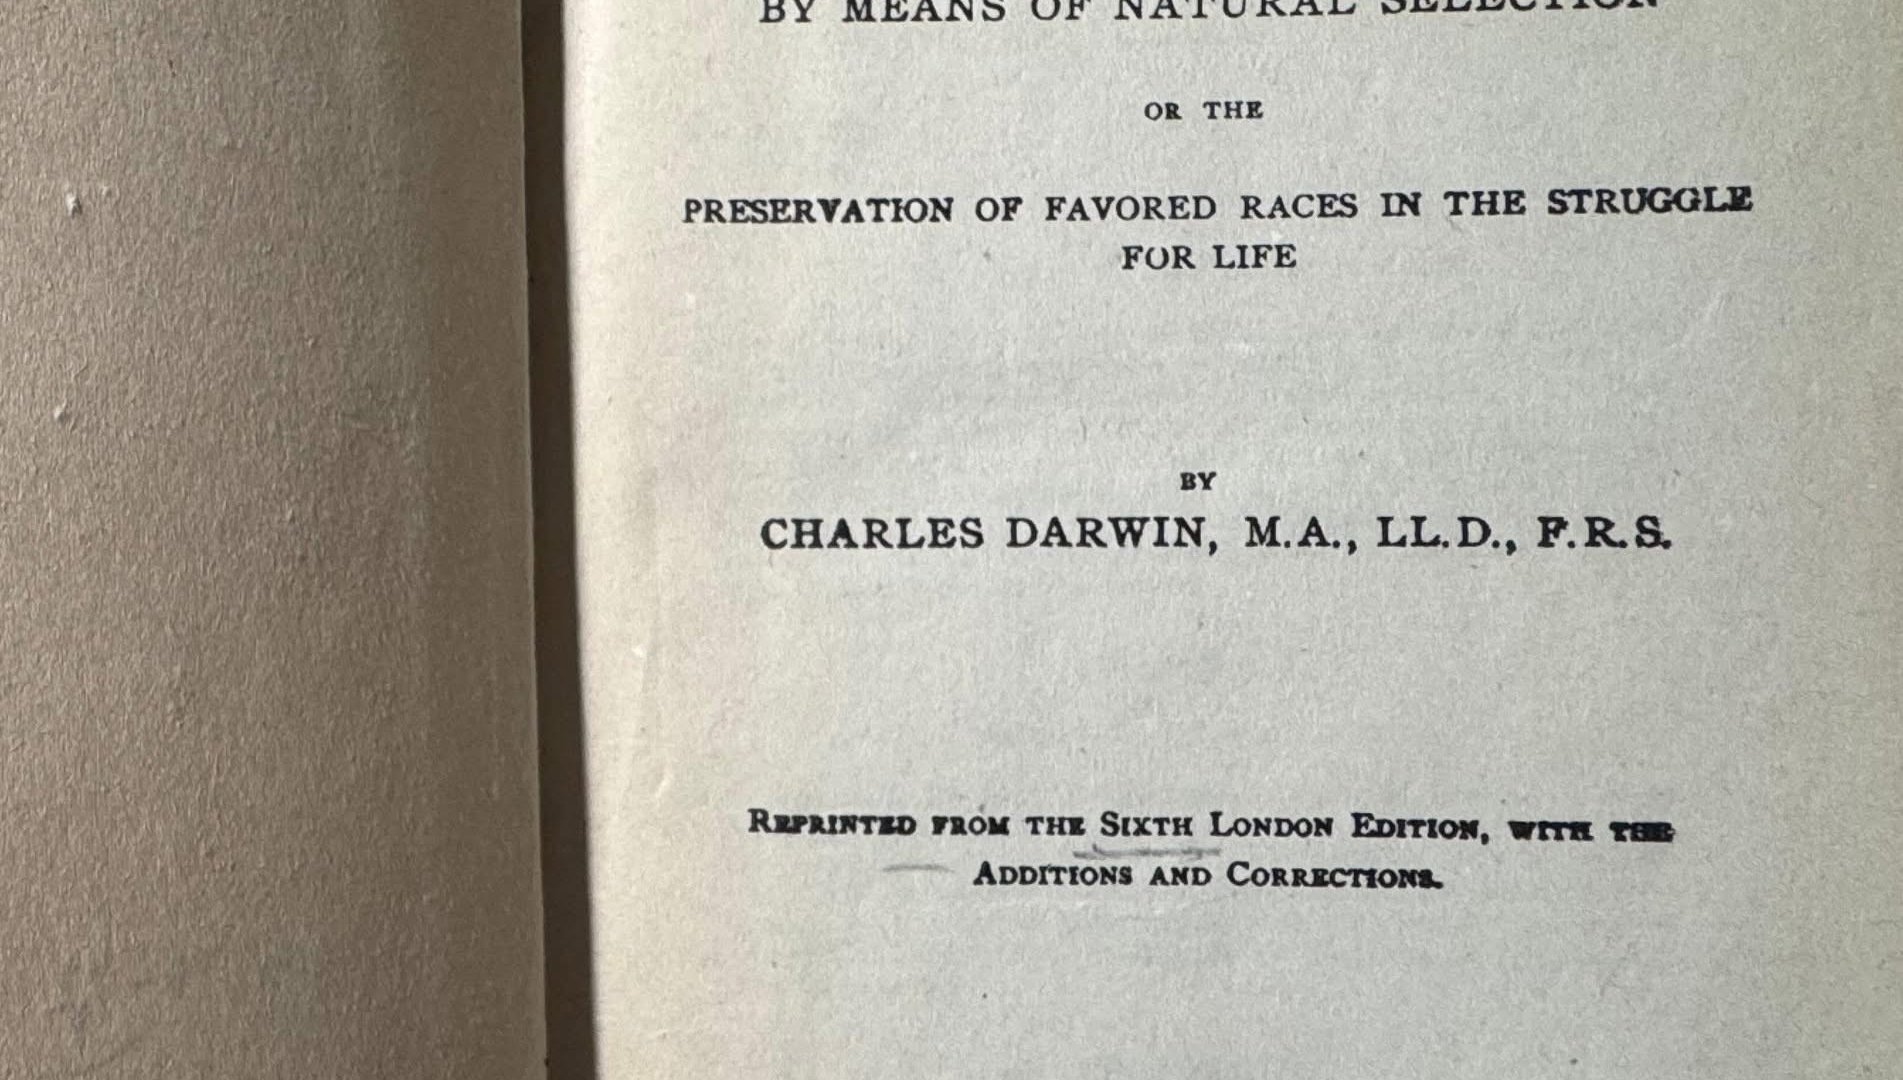 BY MEANS OF NATURAL SELECTION
OR THE
PRESERVATION OF FAVORED RACES IN THE STRUGGLE
FOR LIFE
BY
CHARLES DARWIN, M.A., LL.D., F.R.S.
REPRINTED FROM THE SIXTH LONDON EDITION, WITH THE
ADDITIONS AND CORRECTIONS.